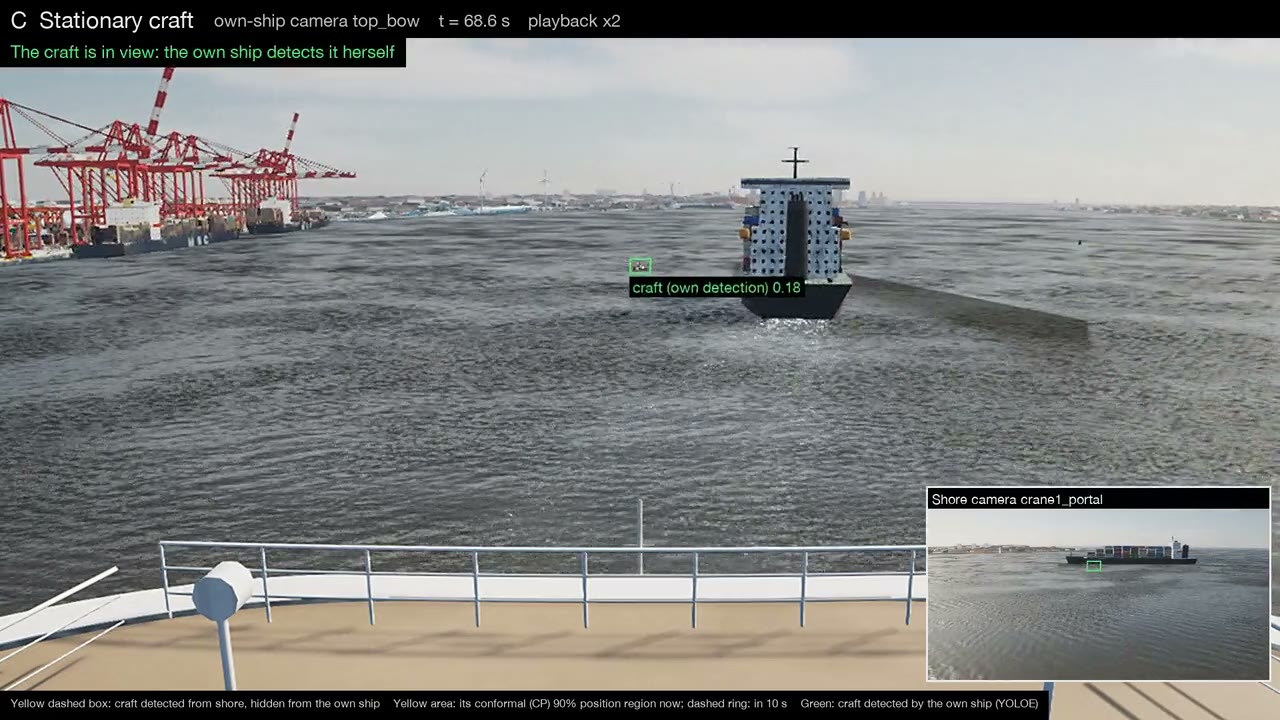 C Stationary craft own-ship camera top_bow t = 68.6 s playback x2
The craft is in view: the own ship detects it herself
craft (own detection) 0.18
Shore camera crane1_portal
Yellow dashed box: craft detected from shore, hidden from the own ship Yellow area: its conformal (CP) 90% position region now; dashed ring: in 10 s Green: craft detected by the own ship (YOLOE)